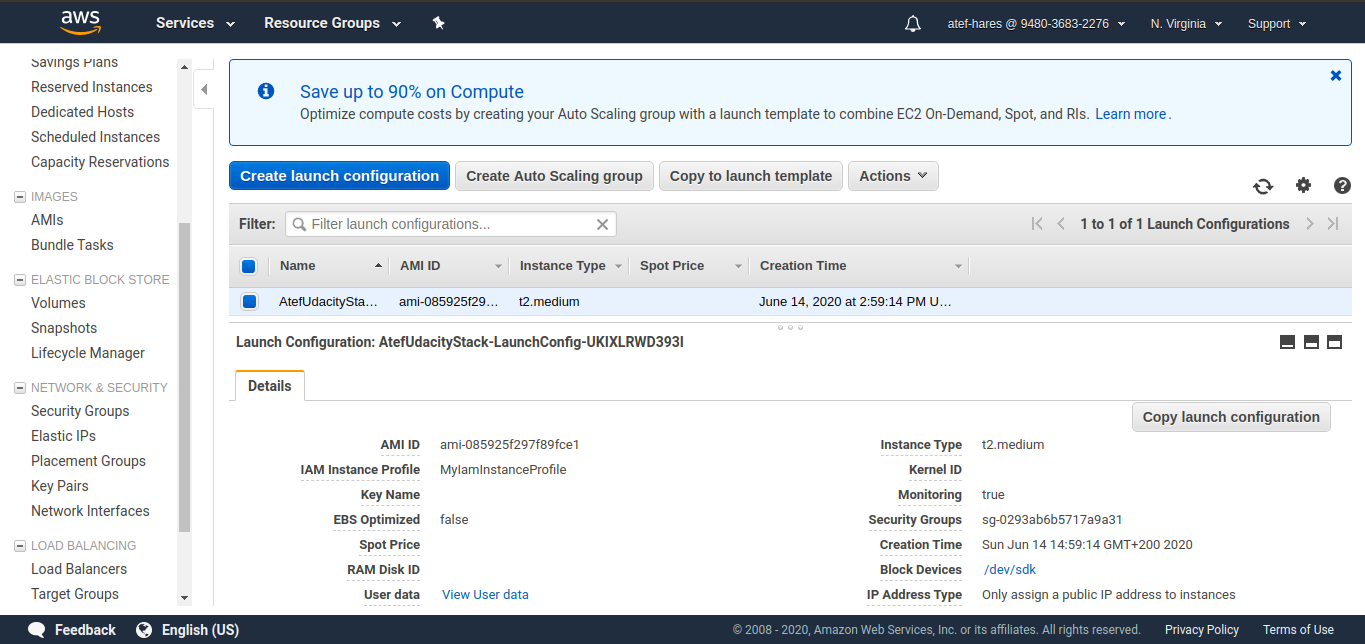 aws Services Resource Groups atef-hares @ 9480-3683-2276 N. Virginia Support
Savings Plans
Reserved Instances
Dedicated Hosts
Scheduled Instances
Capacity Reservations
IMAGES
AMIs
Bundle Tasks
ELASTIC BLOCK STORE
Volumes
Snapshots
Lifecycle Manager
NETWORK & SECURITY
Security Groups
Elastic IPs
Placement Groups
Key Pairs
Network Interfaces
LOAD BALANCING
Load Balancers
Target Groups
Save up to 90% on Compute
Optimize compute costs by creating your Auto Scaling group with a launch template to combine EC2 On-Demand, Spot, and RIs. Learn more.
Create launch configuration Create Auto Scaling group Copy to launch template Actions
Filter: Filter launch configurations... 1 to 1 of 1 Launch Configurations
Name AMI ID Instance Type Spot Price Creation Time
AtefUdacitySta... ami-085925f29... t2.medium June 14, 2020 at 2:59:14 PM U...
Launch Configuration: AtefUdacityStack-LaunchConfig-UKIXLRWD393I
Details
Copy launch configuration
AMI ID ami-085925f297f89fce1 Instance Type t2.medium
IAM Instance Profile MyIamInstanceProfile Kernel ID
Key Name Monitoring true
EBS Optimized false Security Groups sg-0293ab6b5717a9a31
Spot Price Creation Time Sun Jun 14 14:59:14 GMT+200 2020
RAM Disk ID Block Devices /dev/sdk
User data View User data IP Address Type Only assign a public IP address to instances
Feedback English (US) © 2008 - 2020, Amazon Web Services, Inc. or its affiliates. All rights reserved. Privacy Policy Terms of Use